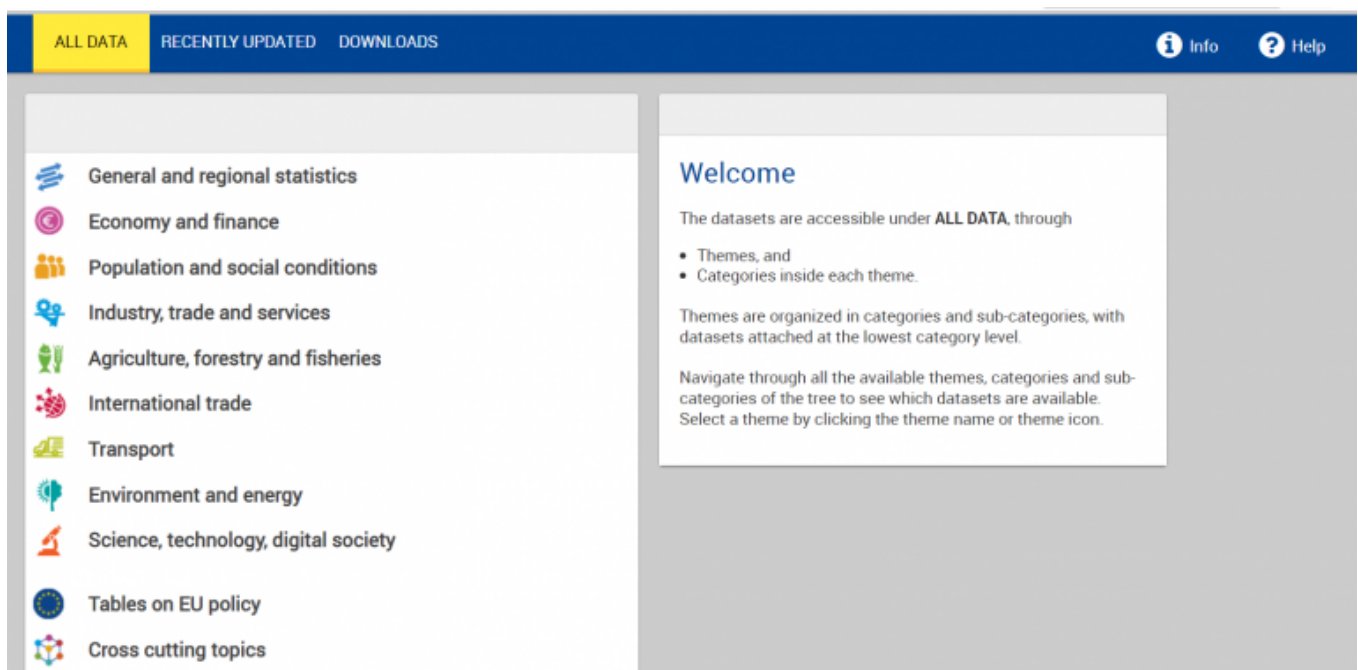 ALL DATA RECENTLY UPDATED DOWNLOADS Info Help
General and regional statistics
Economy and finance
Population and social conditions
Industry, trade and services
Agriculture, forestry and fisheries
International trade
Transport
Environment and energy
Science, technology, digital society
Tables on EU policy
Cross cutting topics
Welcome
The datasets are accessible under ALL DATA, through
• Themes, and
• Categories inside each theme.
Themes are organized in categories and sub-categories, with
datasets attached at the lowest category level.
Navigate through all the available themes, categories and sub-
categories of the tree to see which datasets are available.
Select a theme by clicking the theme name or theme icon.